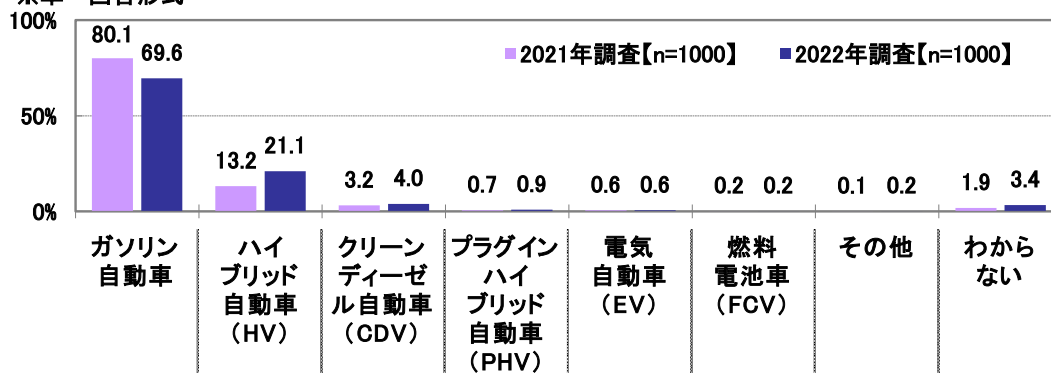 100%
80.1
69.6
2021年調査【n=1000】
2022年調査【n=1000】
50%
13.2
21.1
3.2
4.0
0.7
0.9
0.6
0.6
0.2
0.2
0.1
0.2
1.9
3.4
0%
ガソリン
自動車
ハイ
ブリッド
自動車
（HV）
クリーン
ディーゼ
ル自動車
（CDV）
プラグイン
ハイ
ブリッド
自動車
（PHV）
電気
自動車
（EV）
燃料
電池車
（FCV）
その他
わから
ない